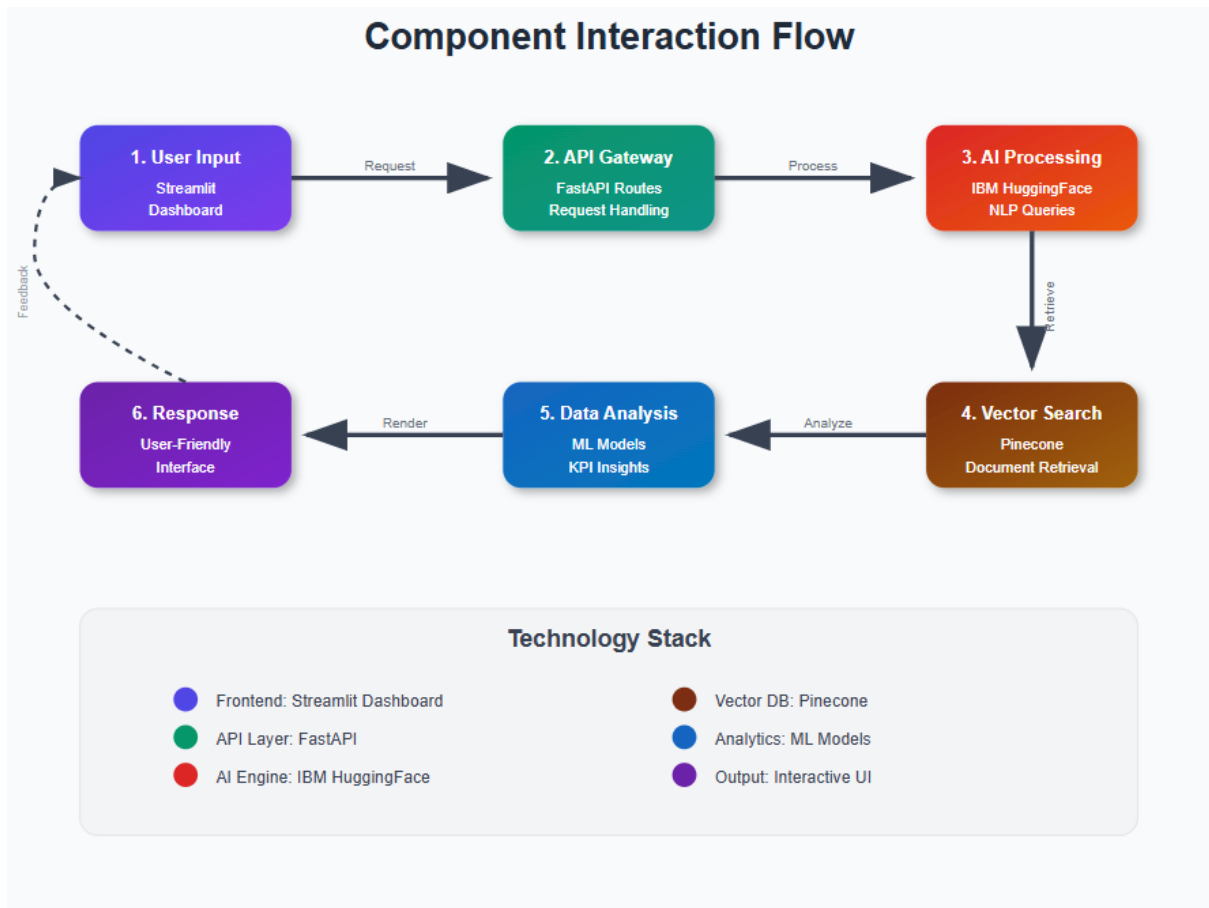 Component Interaction Flow
1. User Input
Streamlit
Dashboard
Request
2. API Gateway
FastAPI Routes
Request Handling
Process
3. AI Processing
IBM HuggingFace
NLP Queries
Retrieve
4. Vector Search
Pinecone
Document Retrieval
Analyze
5. Data Analysis
ML Models
KPI Insights
Render
6. Response
User-Friendly
Interface
Feedback
Technology Stack
Frontend: Streamlit Dashboard
API Layer: FastAPI
AI Engine: IBM HuggingFace
Vector DB: Pinecone
Analytics: ML Models
Output: Interactive UI